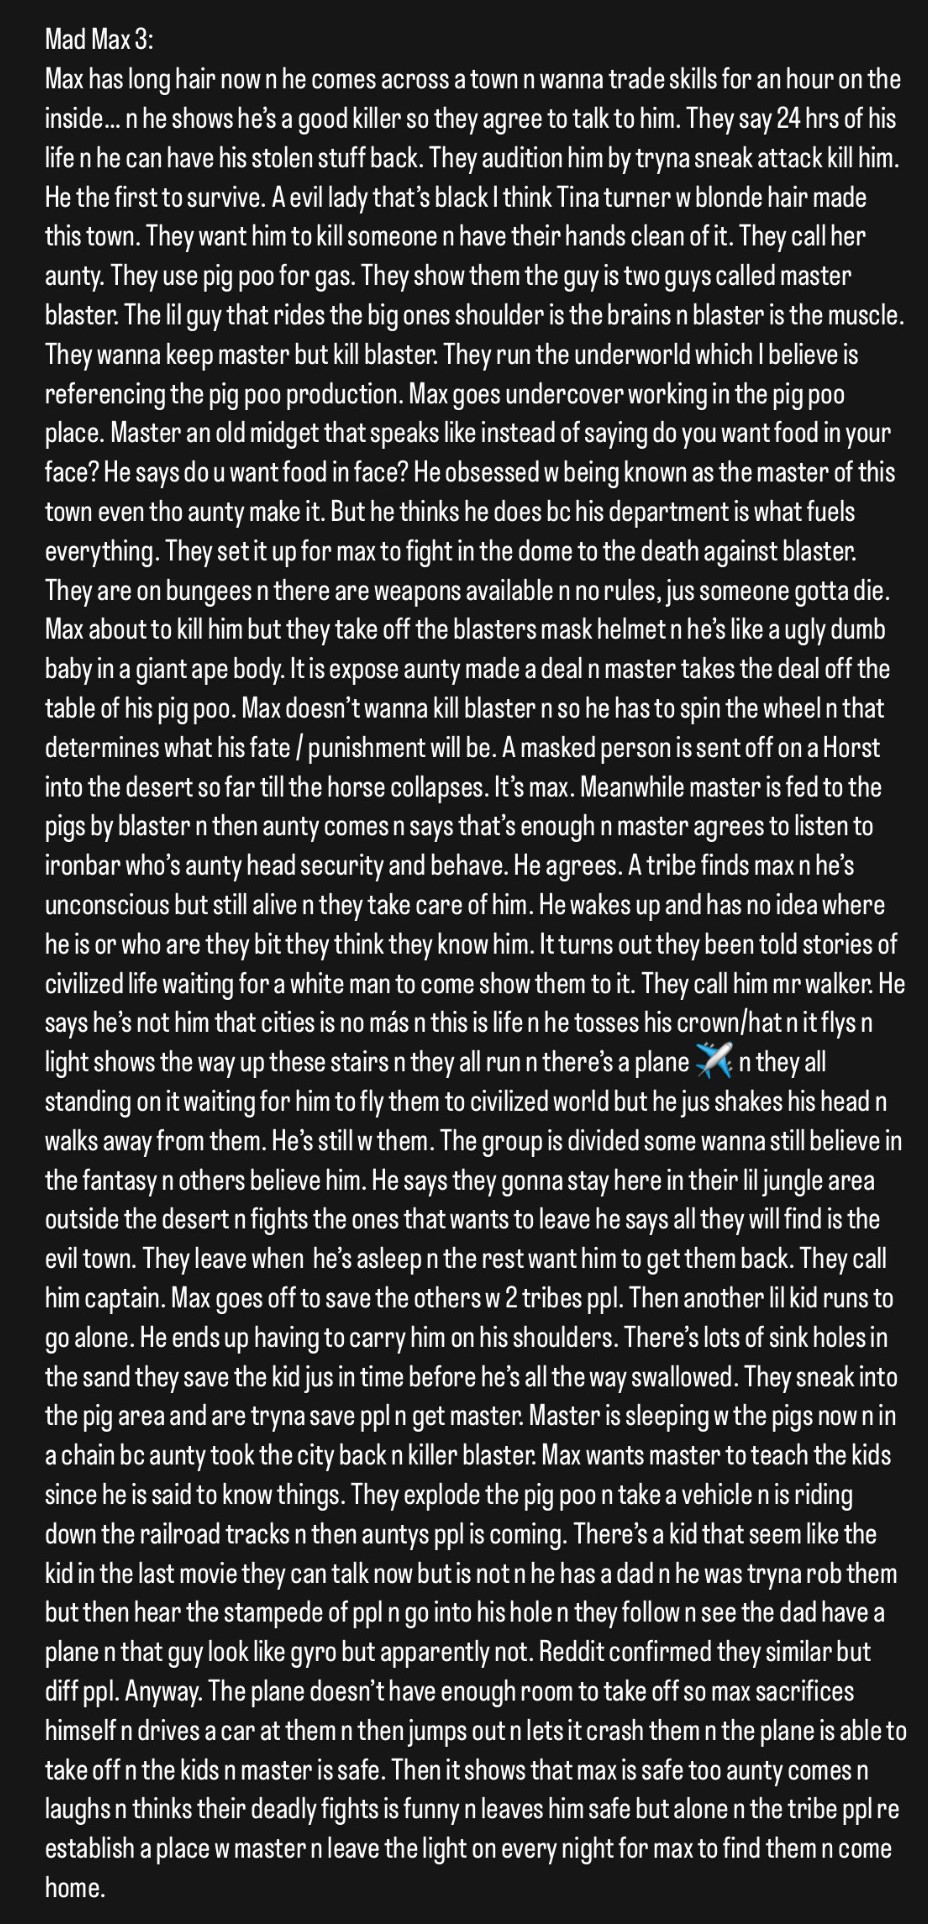 Mad Max 3:
Max has long hair now n he comes across a town n wanna trade skills for an hour on the
inside... n he shows he's a good killer so they agree to talk to him. They say 24 hrs of his
life n he can have his stolen stuff back. They audition him by tryna sneak attack kill him.
He the first to survive. A evil lady that's black I think Tina turner w blonde hair made
this town. They want him to kill someone n have their hands clean of it. They call her
aunty. They use pig poo for gas. They show them the guy is two guys called master
blaster. The lil guy that rides the big ones shoulder is the brains n blaster is the muscle.
They wanna keep master but kill blaster. They run the underworld which I believe is
referencing the pig poo production. Max goes undercover working in the pig poo
place. Master an old midget that speaks like instead of saying do you want food in your
face? He says do u want food in face? He obsessed w being known as the master of this
town even tho aunty make it. But he thinks he does bc his department is what fuels
everything. They set it up for max to fight in the dome to the death against blaster.
They are on bungees n there are weapons available n no rules, jus someone gotta die.
Max about to kill him but they take off the blasters mask helmet n he's like a ugly dumb
baby in a giant ape body. It is expose aunty made a deal n master takes the deal off the
table of his pig poo. Max doesn't wanna kill blaster n so he has to spin the wheel n that
determines what his fate / punishment will be. A masked person is sent off on a Horst
into the desert so far till the horse collapses. It's max. Meanwhile master is fed to the
pigs by blaster n then aunty comes n says that's enough n master agrees to listen to
ironbar who's aunty head security and behave. He agrees. A tribe finds max n he's
unconscious but still alive n they take care of him. He wakes up and has no idea where
he is or who are they bit they think they know him. It turns out they been told stories of
civilized life waiting for a white man to come show them to it. They call him mr walker. He
says he's not him that cities is no más n this is life n he tosses his crown/hat n it flys n
light shows the way up these stairs n they all run n there's a plane ✈️ n they all
standing on it waiting for him to fly them to civilized world but he jus shakes his head n
walks away from them. He's still w them. The group is divided some wanna still believe in
the fantasy n others believe him. He says they gonna stay here in their lil jungle area
outside the desert n fights the ones that wants to leave he says all they will find is the
evil town. They leave when  he's asleep n the rest want him to get them back. They call
him captain. Max goes off to save the others w 2 tribes ppl. Then another lil kid runs to
go alone. He ends up having to carry him on his shoulders. There's lots of sink holes in
the sand they save the kid jus in time before he's all the way swallowed. They sneak into
the pig area and are tryna save ppl n get master. Master is sleeping w the pigs now n in
a chain bc aunty took the city back n killer blaster. Max wants master to teach the kids
since he is said to know things. They explode the pig poo n take a vehicle n is riding
down the railroad tracks n then auntys ppl is coming. There's a kid that seem like the
kid in the last movie they can talk now but is not n he has a dad n he was tryna rob them
but then hear the stampede of ppl n go into his hole n they follow n see the dad have a
plane n that guy look like gyro but apparently not. Reddit confirmed they similar but
diff ppl. Anyway. The plane doesn't have enough room to take off so max sacrifices
himself n drives a car at them n then jumps out n lets it crash them n the plane is able to
take off n the kids n master is safe. Then it shows that max is safe too aunty comes n
laughs n thinks their deadly fights is funny n leaves him safe but alone n the tribe ppl re
establish a place w master n leave the light on every night for max to find them n come
home.